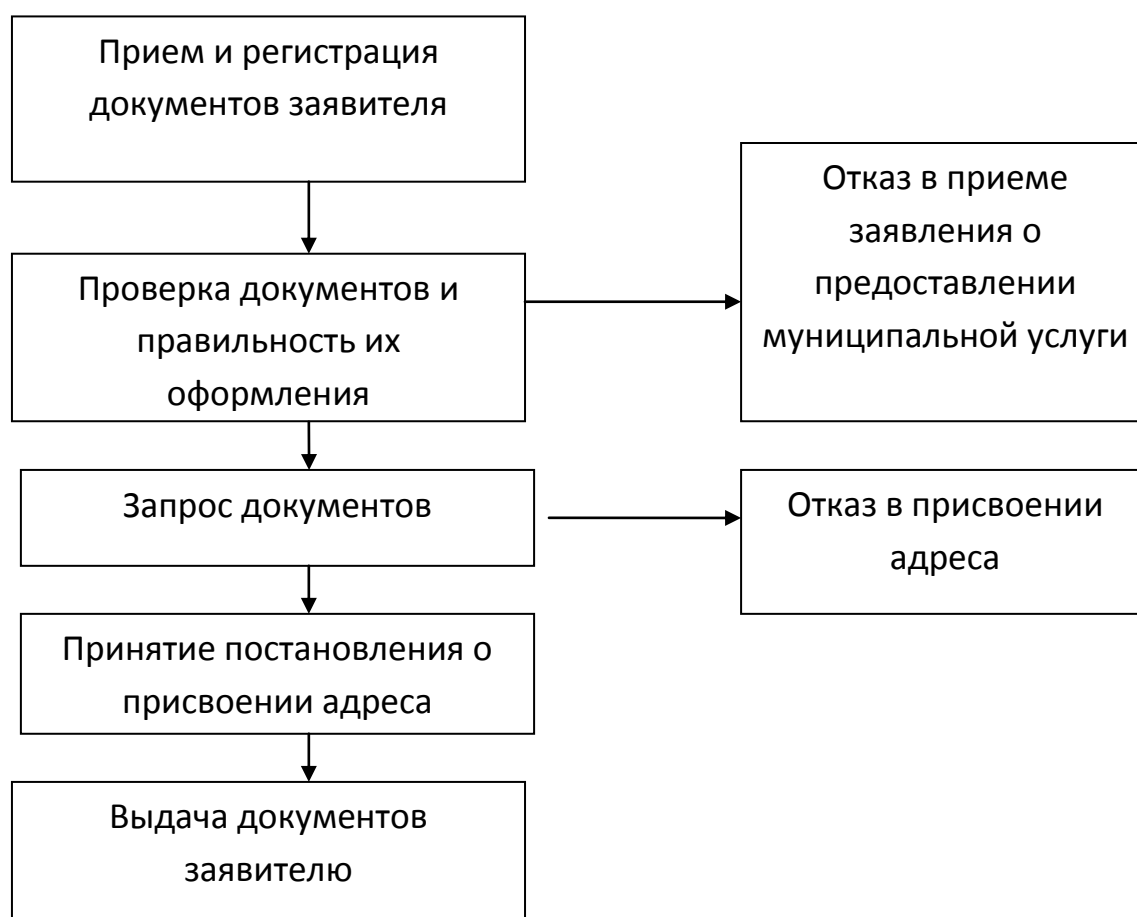 Прием и регистрация
документов заявителя
Отказ в приеме
заявления о
предоставлении
муниципальной услуги
Проверка документов и
правильность их
оформления
Запрос документов
Отказ в присвоении
адреса
Принятие постановления о
присвоении адреса
Выдача документов
заявителю